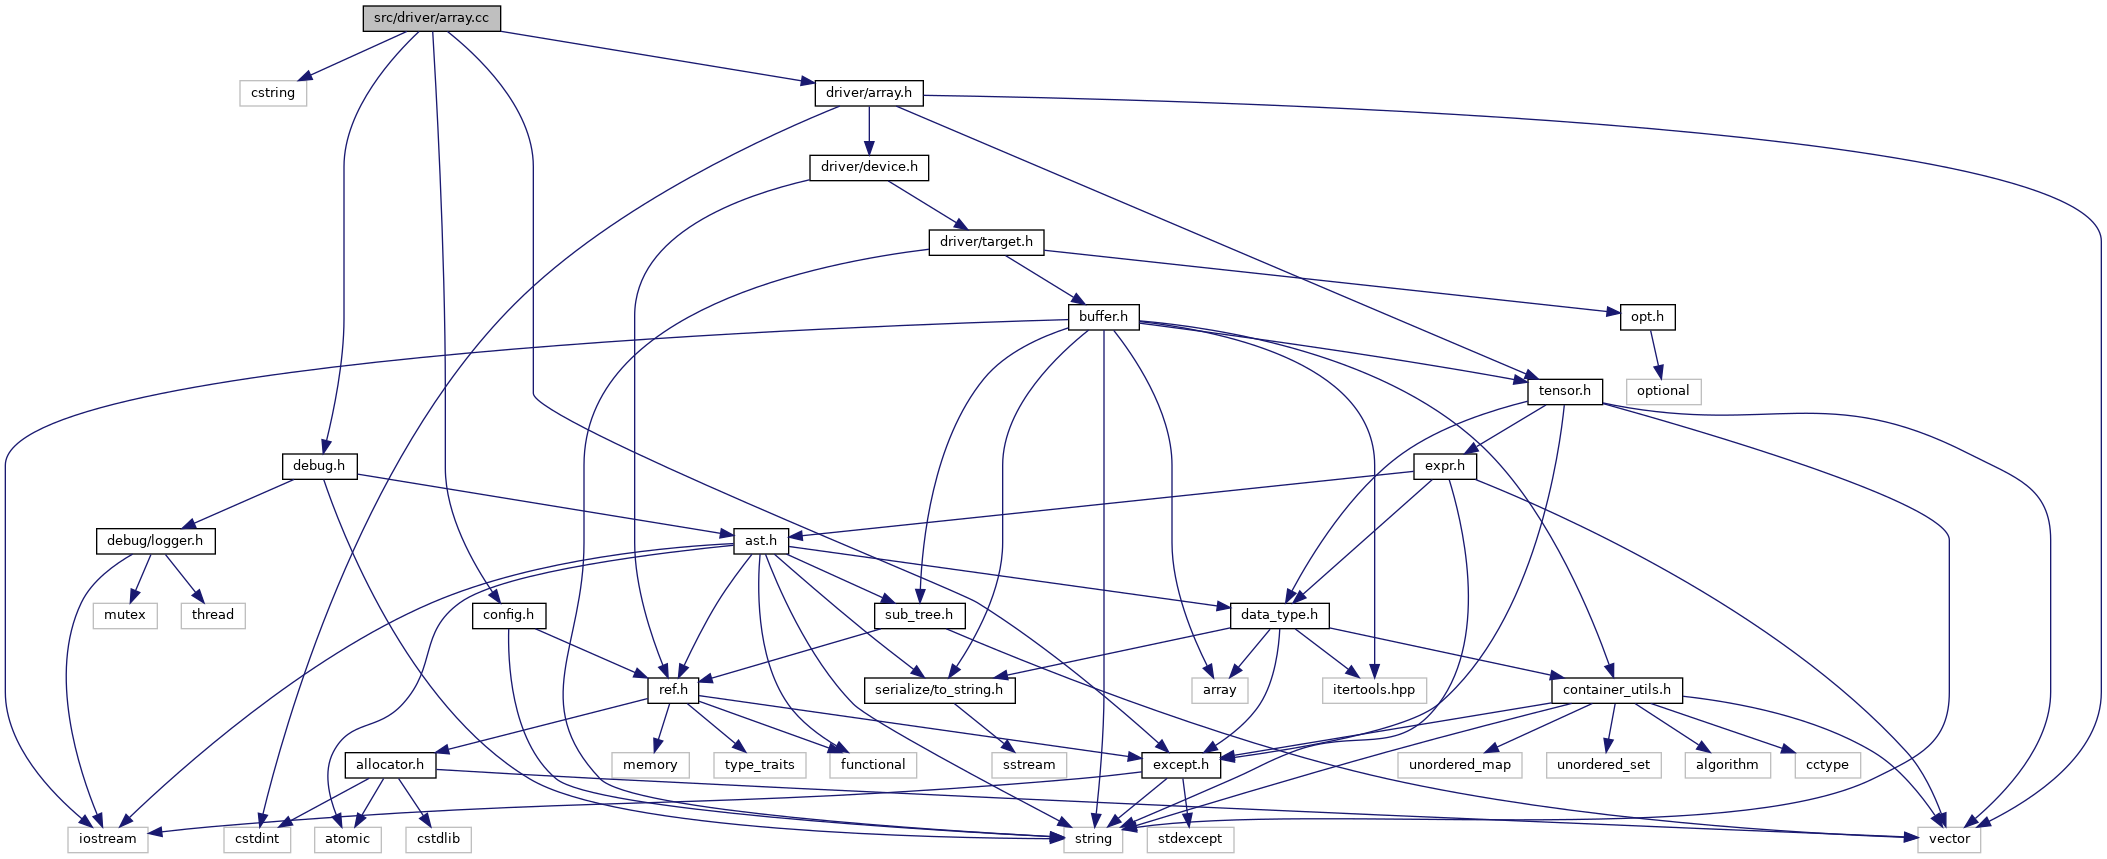 src/driver/array.cc
cstring
driver/array.h
driver/device.h
driver/target.h
buffer.h
opt.h
tensor.h
optional
debug.h
expr.h
debug/logger.h
ast.h
mutex
thread
config.h
sub_tree.h
data_type.h
ref.h
serialize/to_string.h
array
itertools.hpp
container_utils.h
allocator.h
memory
type_traits
functional
sstream
except.h
unordered_map
unordered_set
algorithm
cctype
iostream
cstdint
atomic
cstdlib
string
stdexcept
vector